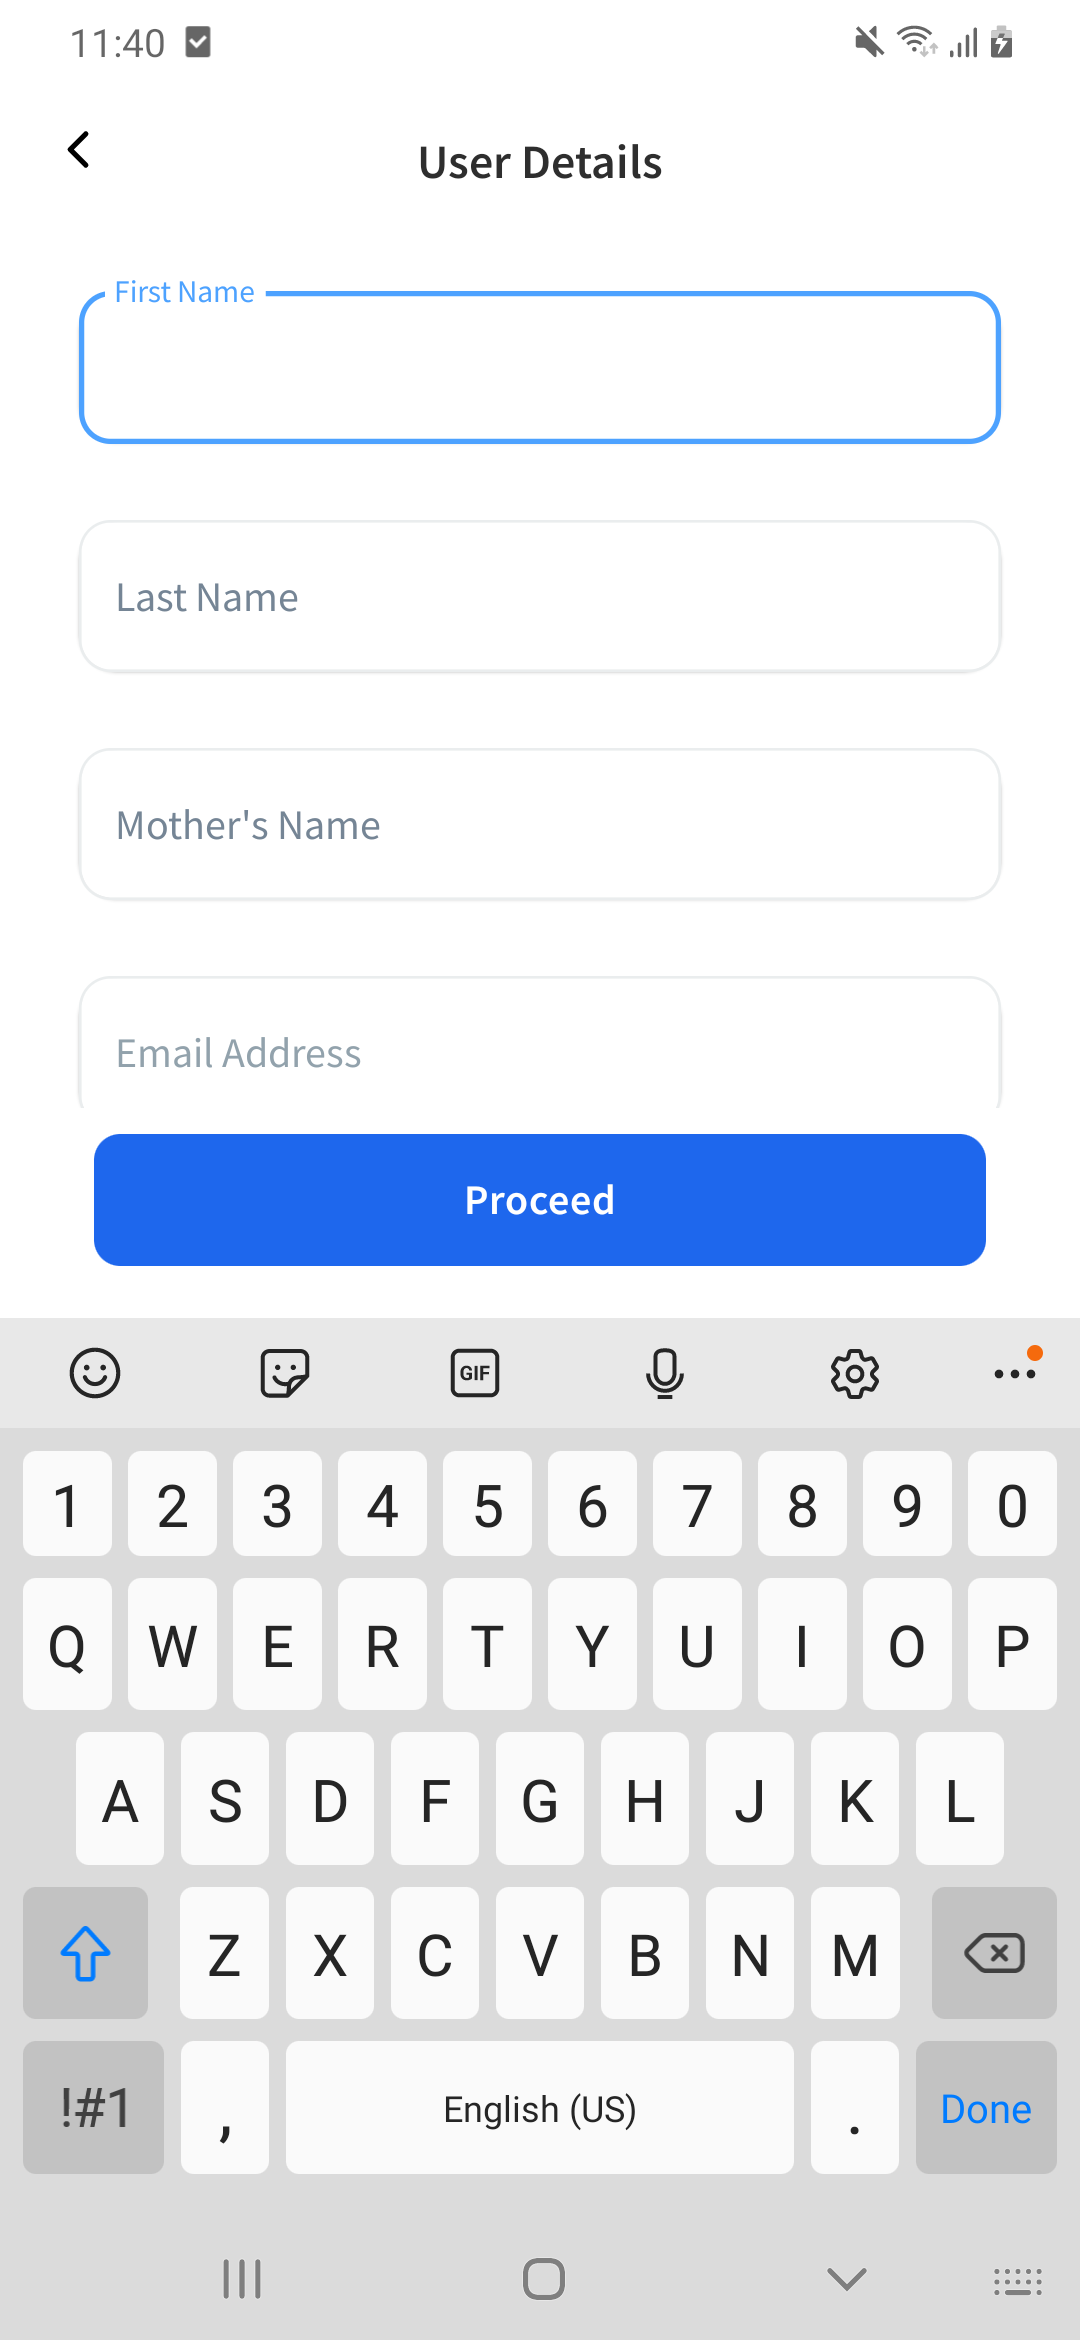 11:40
User Details
First Name
Last Name
Mother's Name
Email Address
Proceed
GIF
1 2 3 4 5 6 7 8 9 0
Q W E R T Y U I O P
A S D F G H J K L
Z X C V B N M
!#1 , English (US) . Done